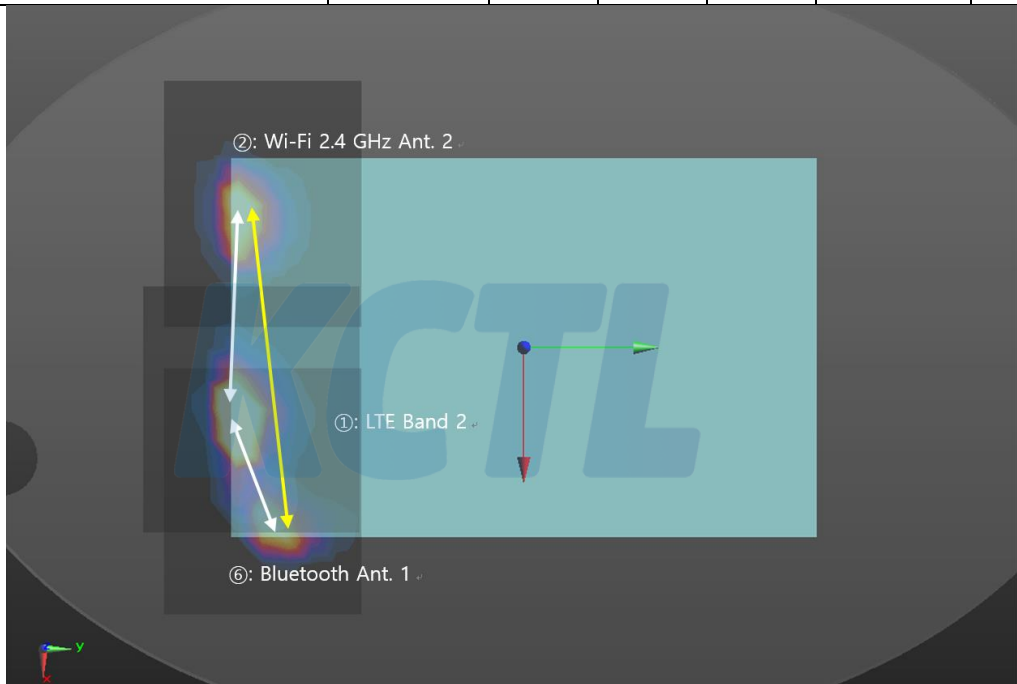 ②: Wi-Fi 2.4 GHz Ant. 2
KCTL
①: LTE Band 2
⑥: Bluetooth Ant. 1
Y
X